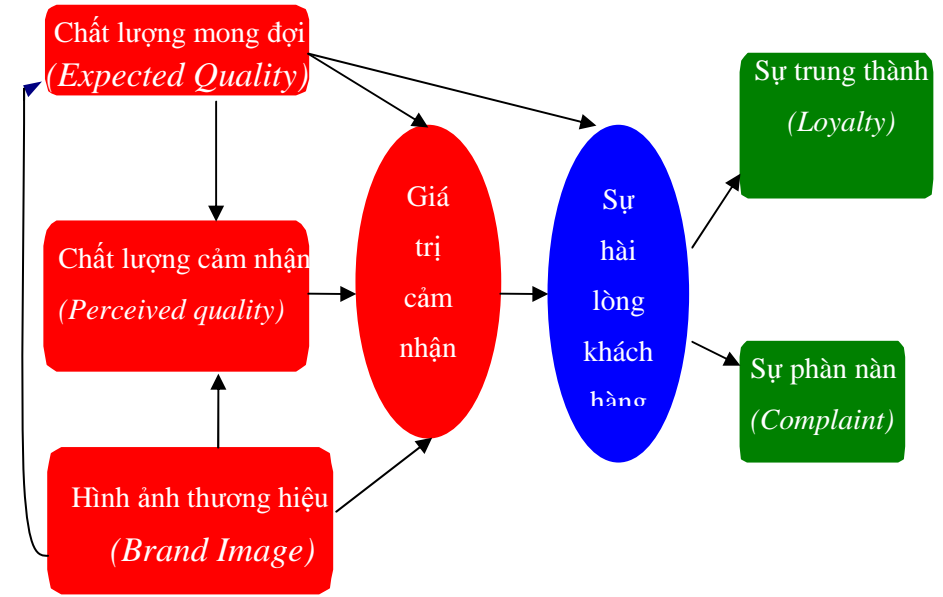 Chất lượng mong đợi
(Expected Quality)
Chất lượng cảm nhận
(Perceived quality)
Hình ảnh thương hiệu
(Brand Image)
Giá
trị
cảm
nhận
Sự
hài
lòng
khách
hàng
Sự trung thành
(Loyalty)
Sự phàn nàn
(Complaint)